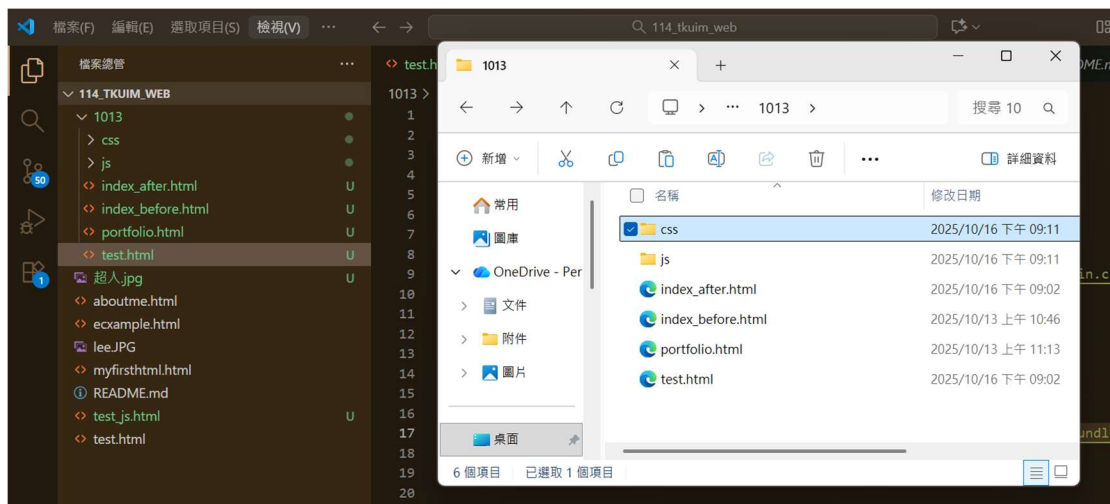 檔案(F) 編輯(E) 選取項目(S) 檢視(V) ··· 114_tkuim_web
檔案總管 ···
114_TKUIM_WEB
1013
css
js
index_after.html U
index_before.html U
portfolio.html U
test.html U
超人.jpg
aboutme.html
ecxample.html
lee.JPG
myfirsthtml.html
README.md
test_js.html U
test.html
50
1
test.h
1013 >
1
2
3
4
5
6
7
8
9
10
11
12
13
14
15
16
17
18
19
20
1013
··· 1013 搜尋 10
新增 ··· 詳細資料
常用
圖庫
OneDrive - Per
文件
附件
圖片
桌面
名稱 修改日期
css 2025/10/16 下午 09:11
js 2025/10/16 下午 09:11
index_after.html 2025/10/16 下午 09:02
index_before.html 2025/10/13 上午 10:46
portfolio.html 2025/10/13 上午 11:13
test.html 2025/10/16 下午 09:02
6 個項目 已選取 1 個項目
in.c
undl